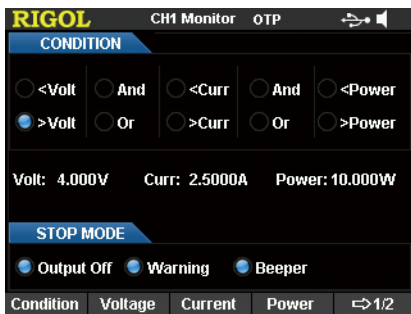 RIGOL CH1 Monitor OTP
CONDITION
<Volt And <Curr And <Power
>Volt Or >Curr Or >Power
Volt: 4.000V Curr: 2.5000A Power: 10.000W
STOP MODE
Output Off Warning Beeper
Condition Voltage Current Power ⇨1/2